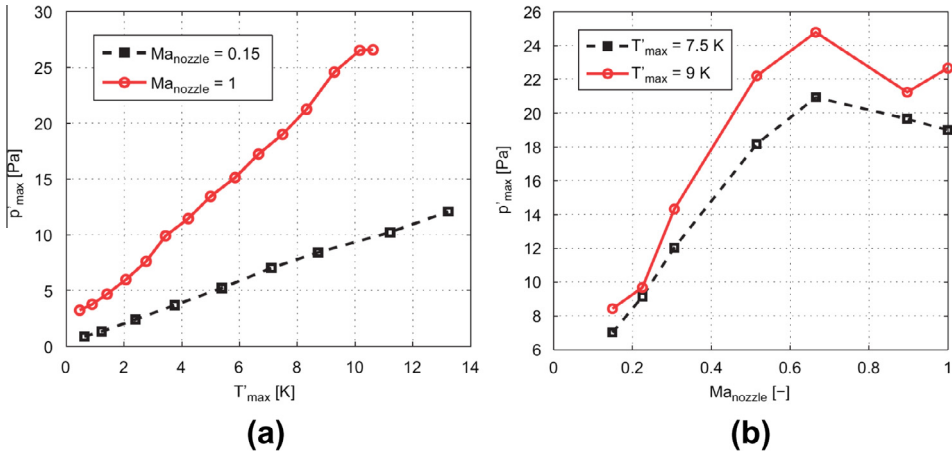 30
25
20
15
10
5
0
p'max [Pa]
Manozzle = 0.15
Manozzle = 1
0 2 4 6 8 10 12 14
T'max [K]
(a)
26
24
22
20
18
16
14
12
10
8
6
p'max [Pa]
T'max = 7.5 K
T'max = 9 K
0 0.2 0.4 0.6 0.8 1
Manozzle [−]
(b)